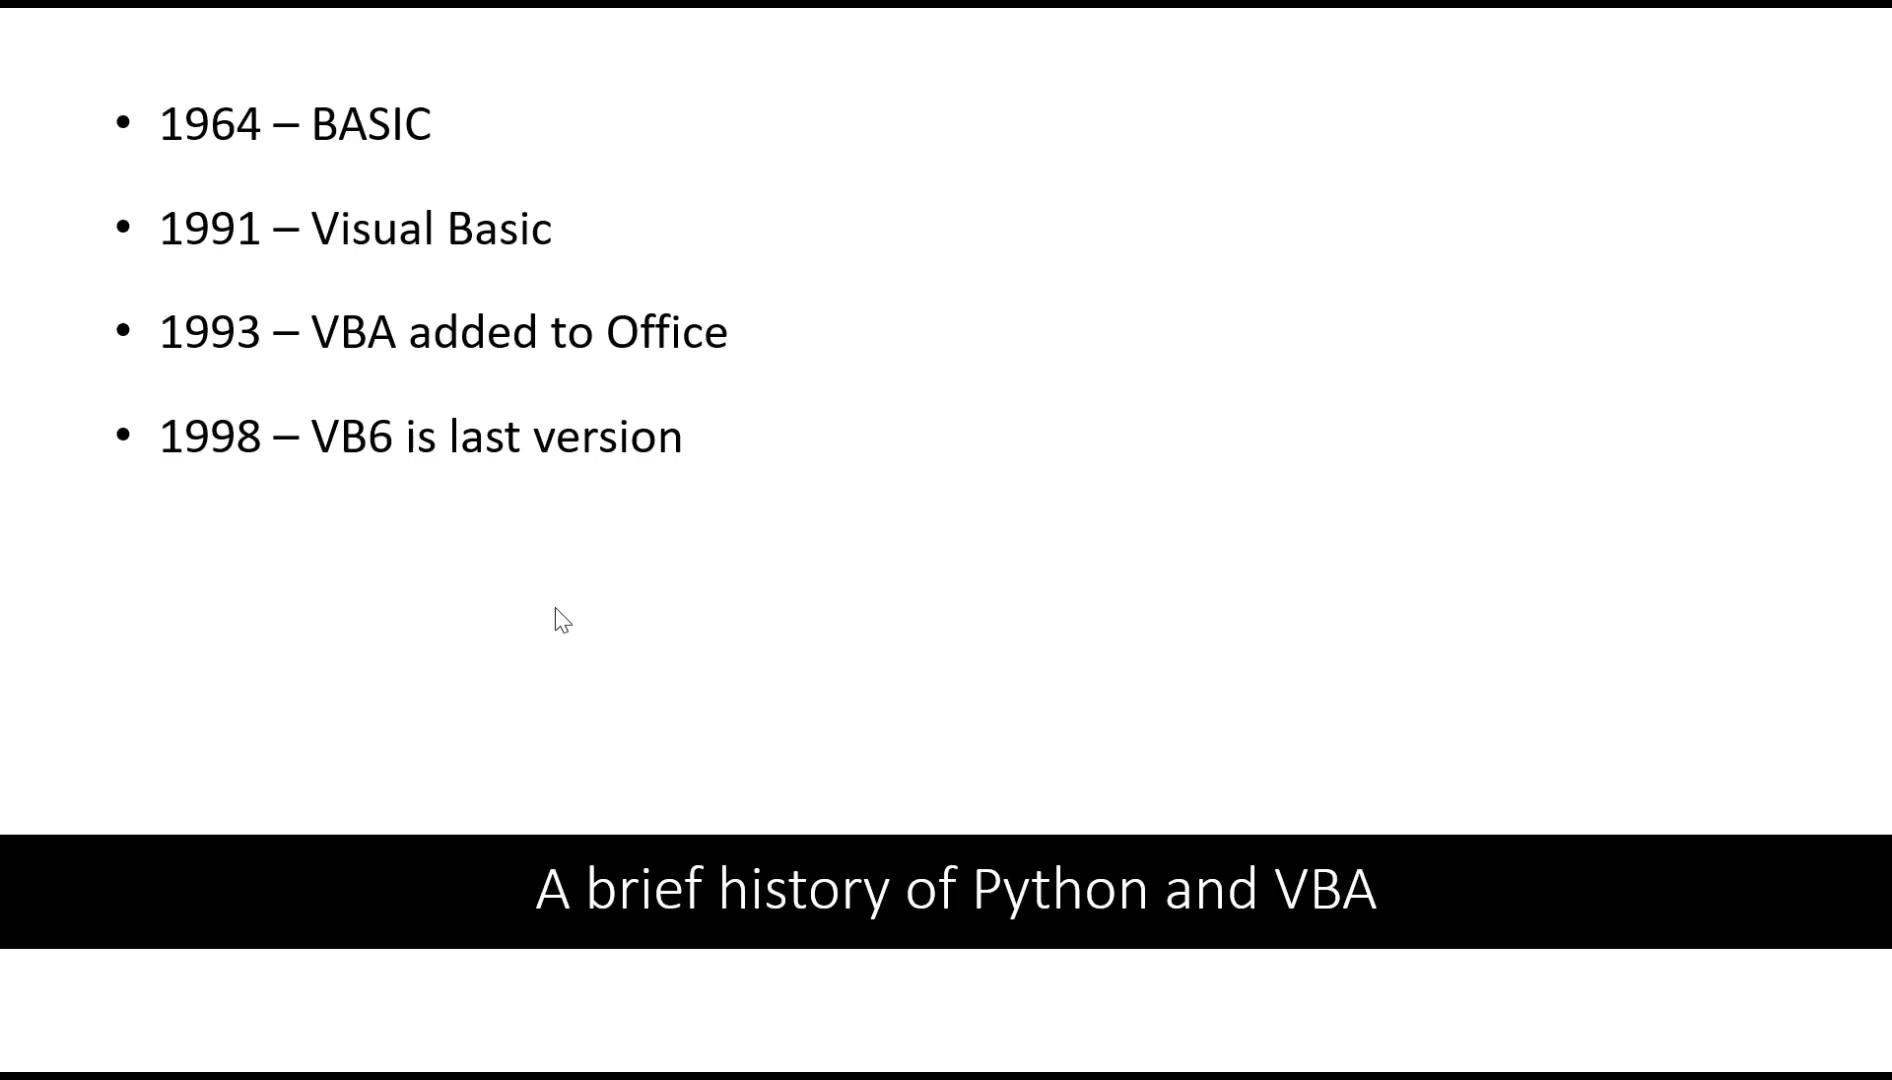 • 1964 – BASIC
• 1991 – Visual Basic
• 1993 – VBA added to Office
• 1998 – VB6 is last version
A brief history of Python and VBA